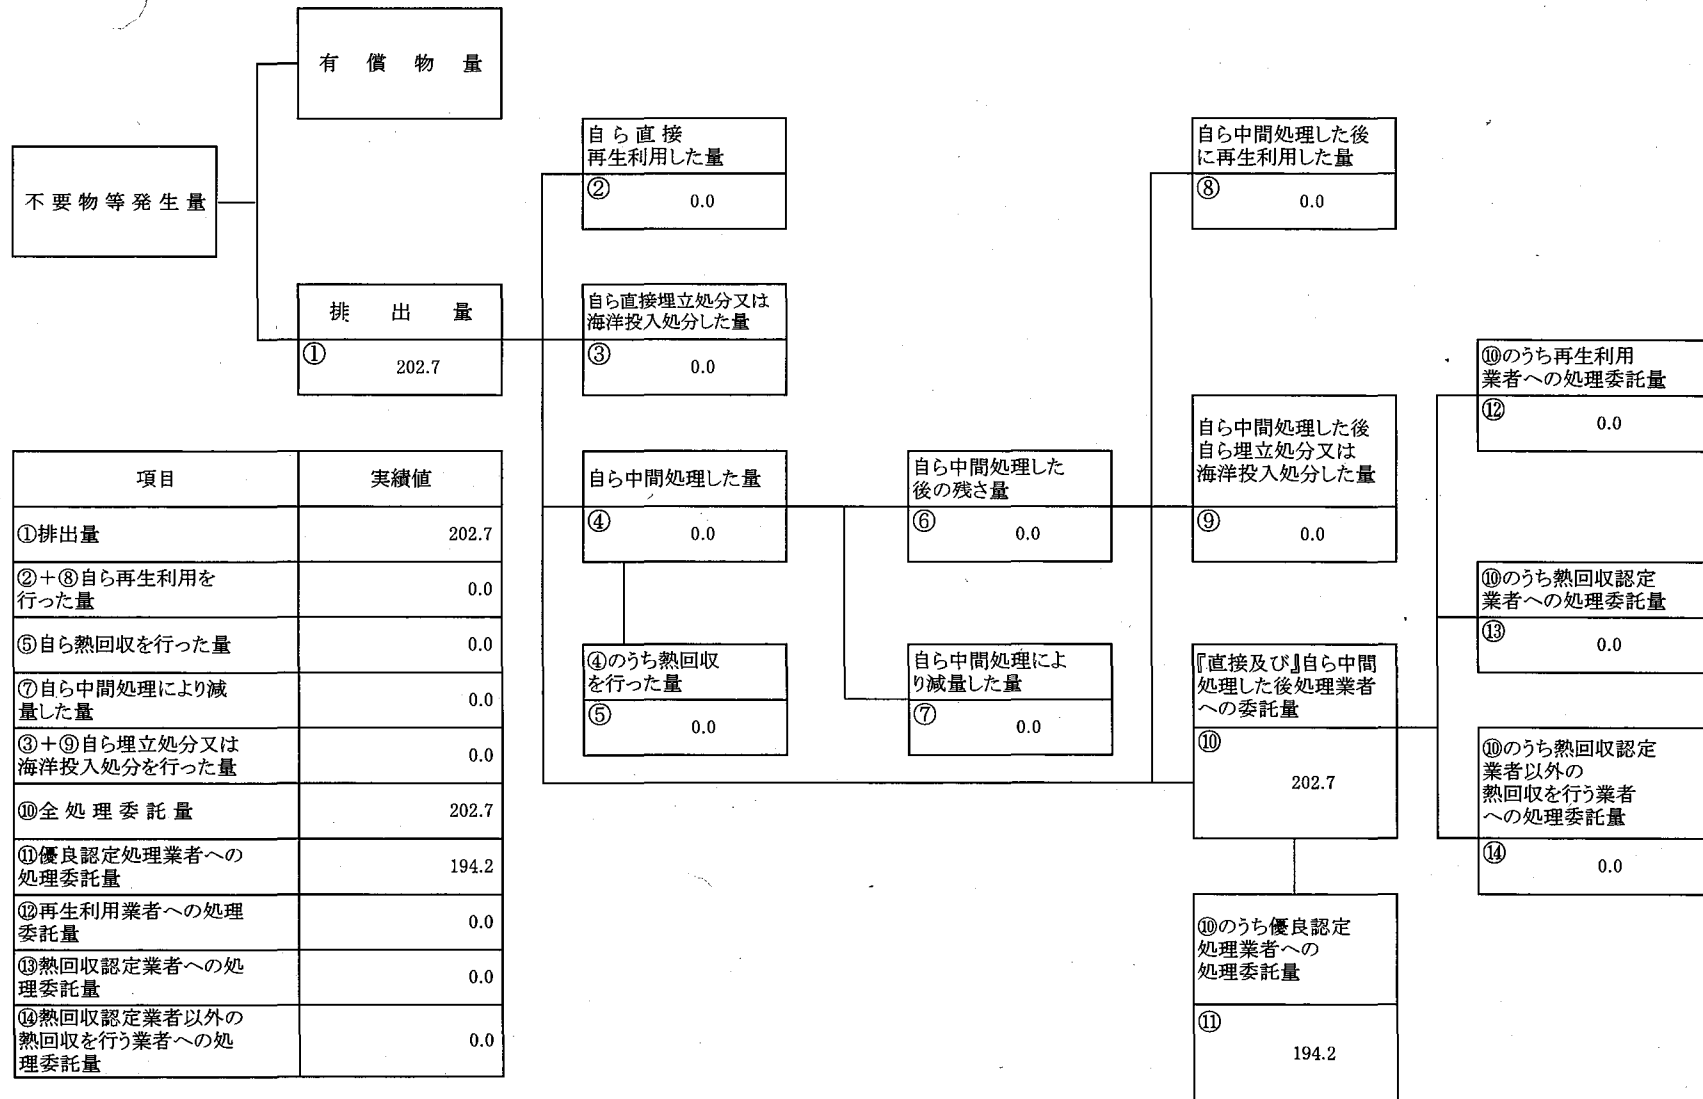 有償物量
不要物等発生量
排出量
①
202.7
自ら直接
再生利用した量
②
0.0
自ら直接埋立処分又は
海洋投入処分した量
③
0.0
自ら中間処理した量
④
0.0
④のうち熱回収
を行った量
⑤
0.0
自ら中間処理した
後の残さ量
⑥
0.0
自ら中間処理によ
り減量した量
⑦
0.0
自ら中間処理した後
に再生利用した量
⑧
0.0
自ら中間処理した後
自ら埋立処分又は
海洋投入処分した量
⑨
0.0
『直接及び』自ら中間
処理した後処理業者
への委託量
⑩
202.7
⑩のうち優良認定
処理業者への
処理委託量
⑪
194.2
⑩のうち再生利用
業者への処理委託量
⑫
0.0
⑩のうち熱回収認定
業者への処理委託量
⑬
0.0
⑩のうち熱回収認定
業者以外の
熱回収を行う業者
への処理委託量
⑭
0.0
項目 実績値
①排出量 202.7
②＋⑧自ら再生利用を
行った量 0.0
⑤自ら熱回収を行った量 0.0
⑦自ら中間処理により減
量した量 0.0
③＋⑨自ら埋立処分又は
海洋投入処分を行った量 0.0
⑩全処理委託量 202.7
⑪優良認定処理業者への
処理委託量 194.2
⑫再生利用業者への処理
委託量 0.0
⑬熱回収認定業者への処
理委託量 0.0
⑭熱回収認定業者以外の
熱回収を行う業者への処
理委託量 0.0